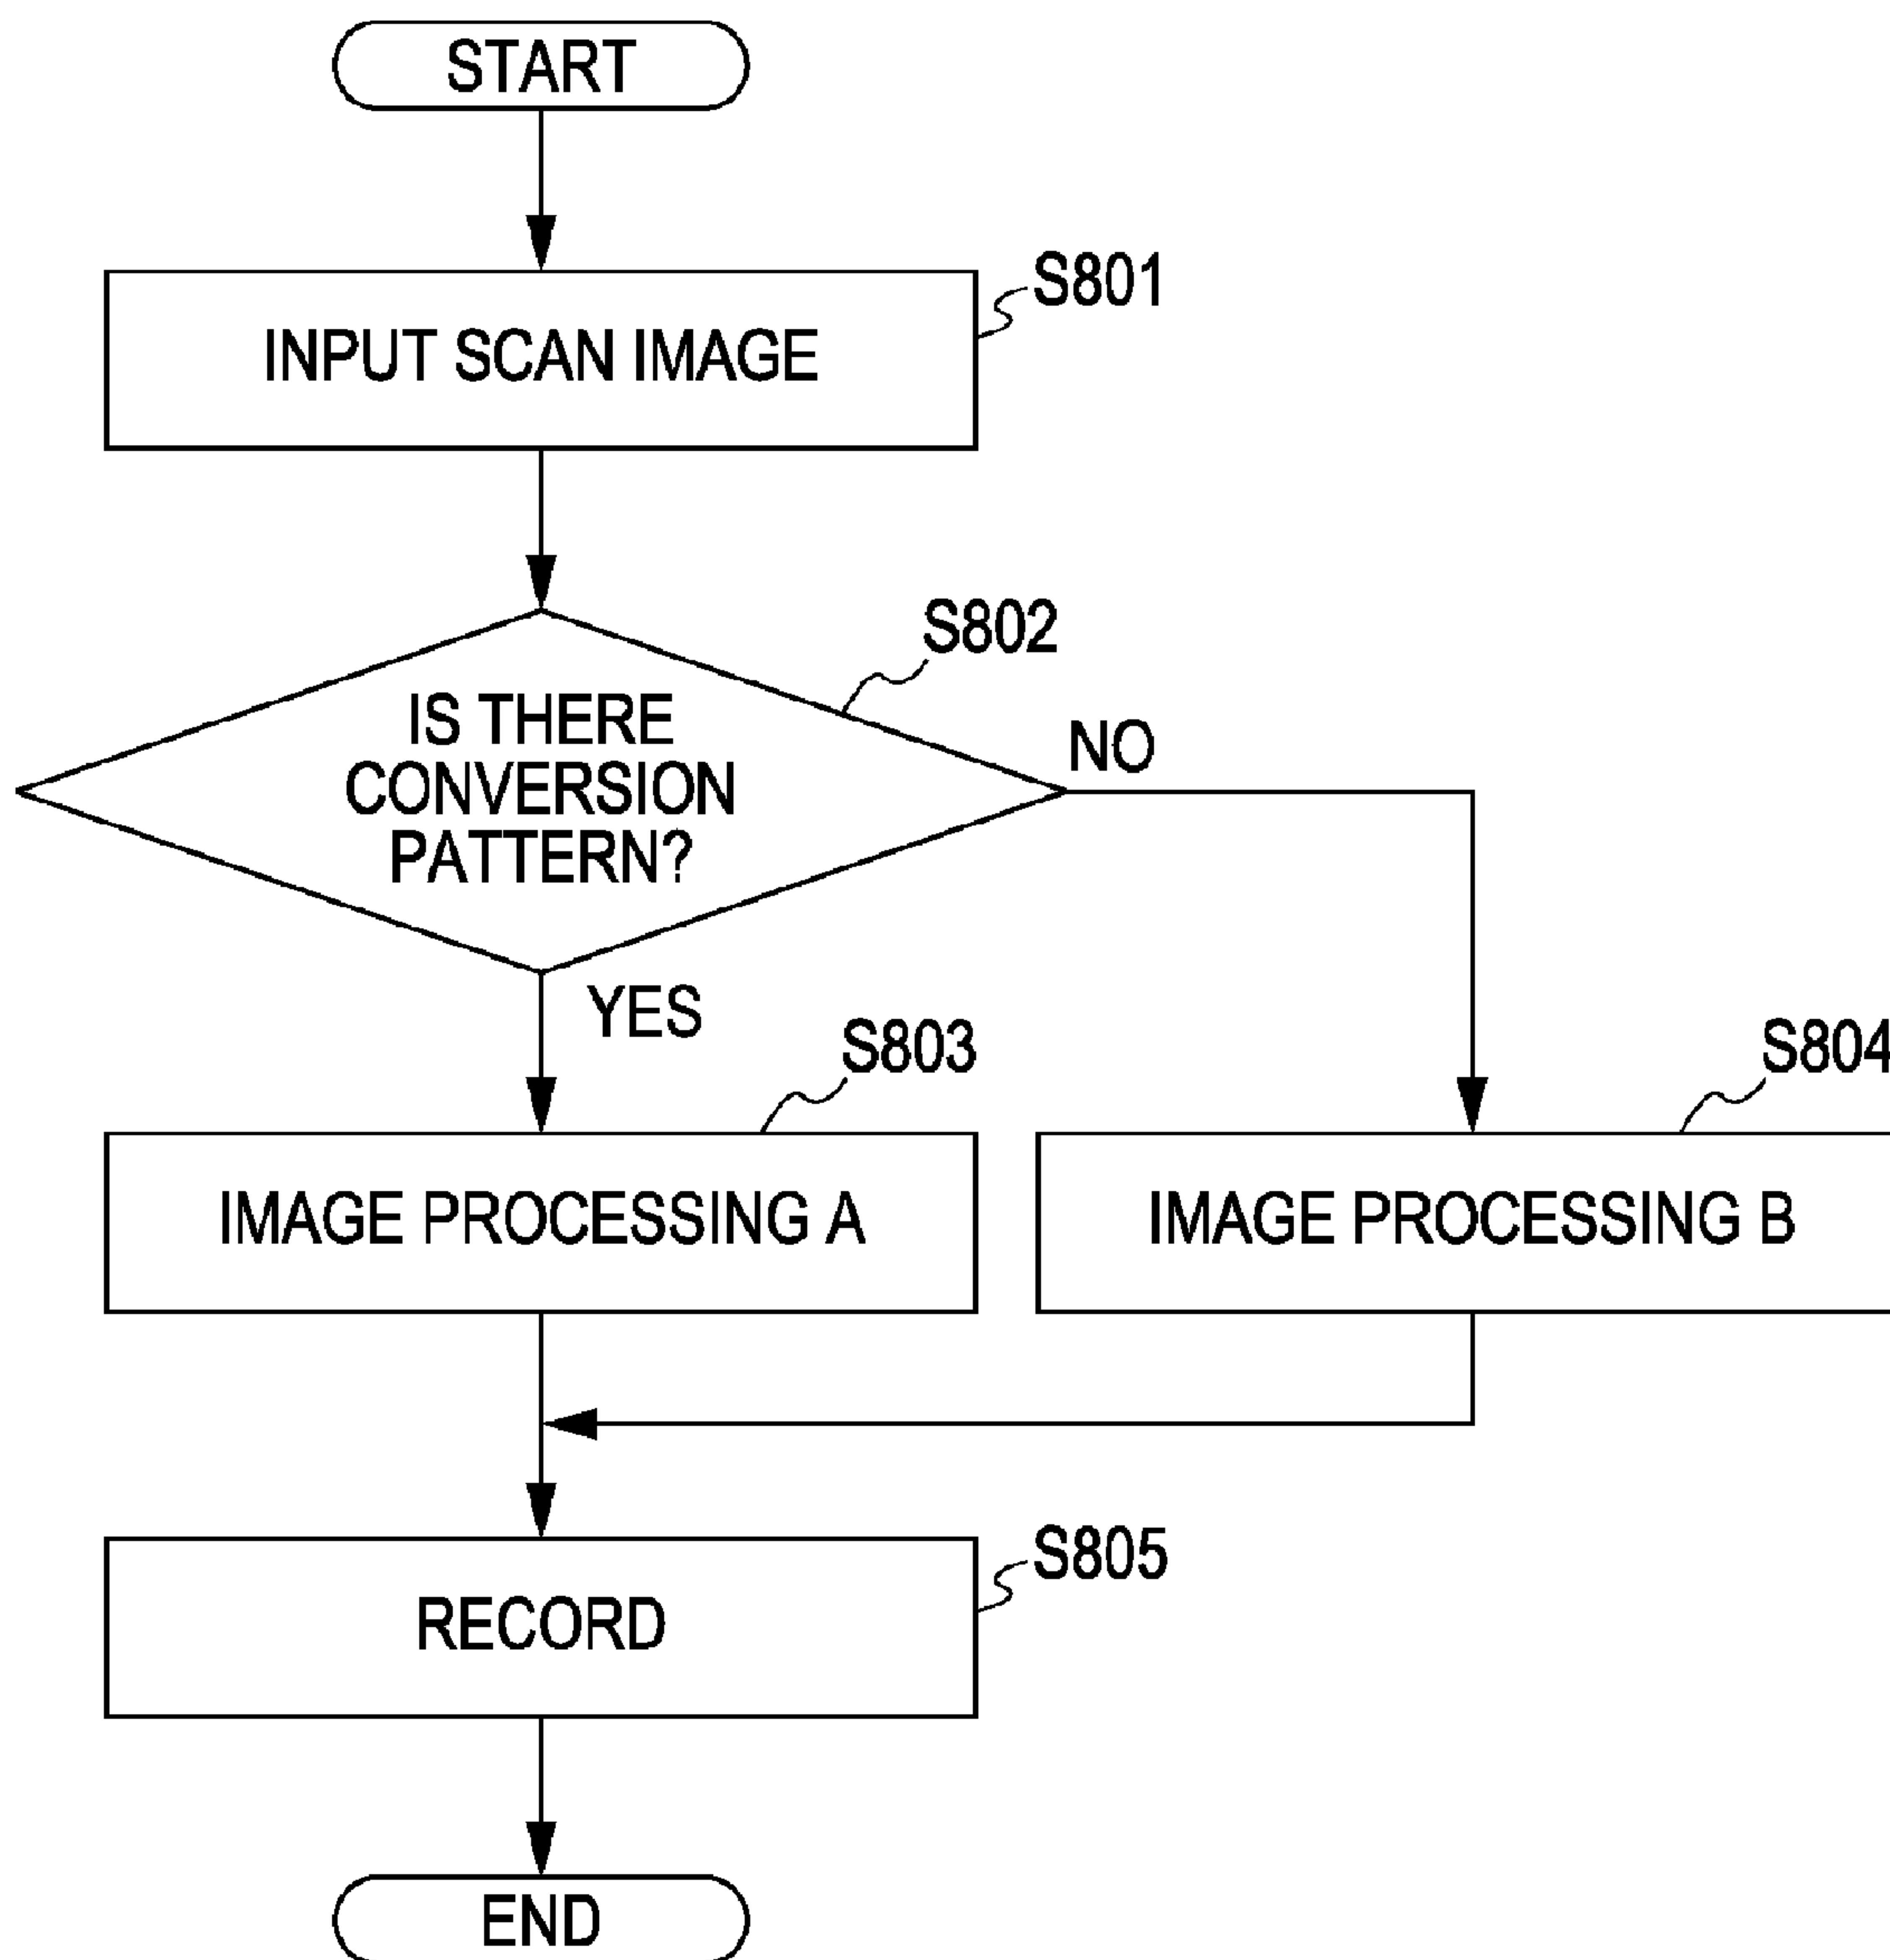 START
S801
INPUT SCAN IMAGE
S802
IS THERE
CONVERSION
PATTERN?
NO
YES
S803
S804
IMAGE PROCESSING A
IMAGE PROCESSING B
S805
RECORD
END